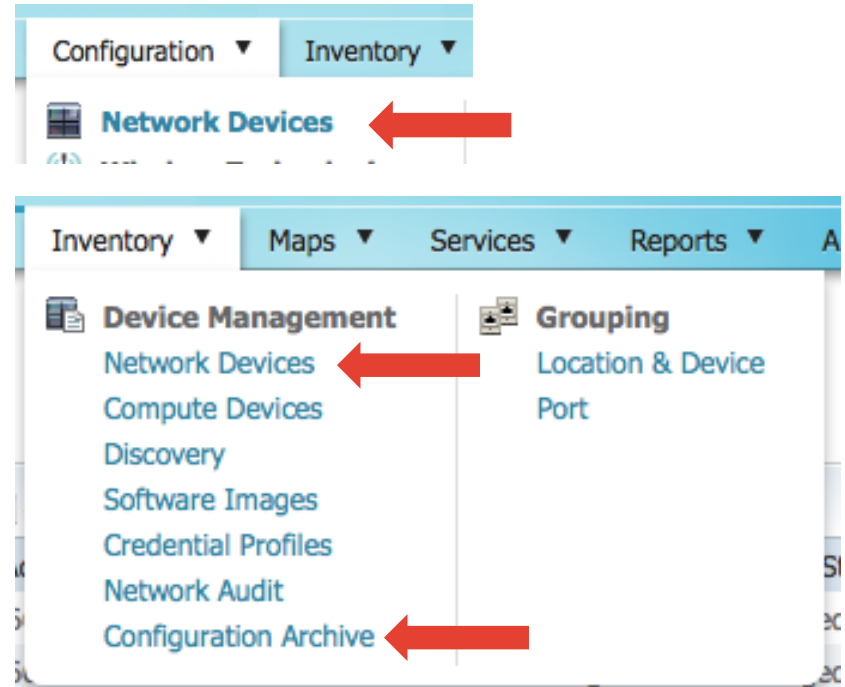 Configuration ▼ Inventory ▼
Network Devices
Inventory ▼ Maps ▼ Services ▼ Reports ▼ A
Device Management
Network Devices
Compute Devices
Discovery
Software Images
Credential Profiles
Network Audit
Configuration Archive
Grouping
Location & Device
Port